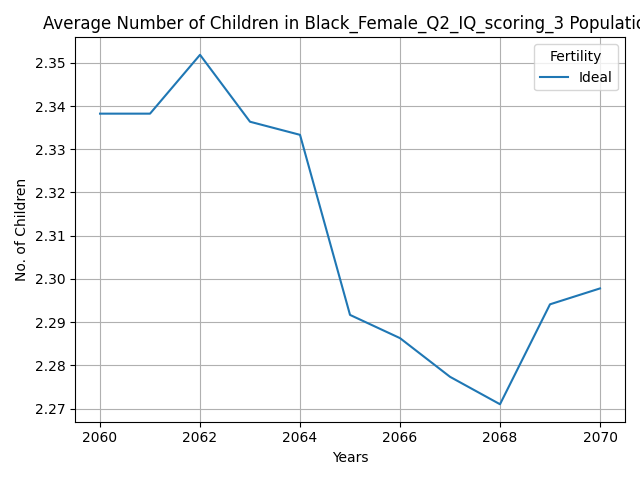 Average Number of Children in Black_Female_Q2_IQ_scoring_3 Populatio
Fertility
Ideal
2.35
2.34
2.33
2.32
2.31
2.30
2.29
2.28
2.27
No. of Children
2060 2062 2064 2066 2068 2070
Years